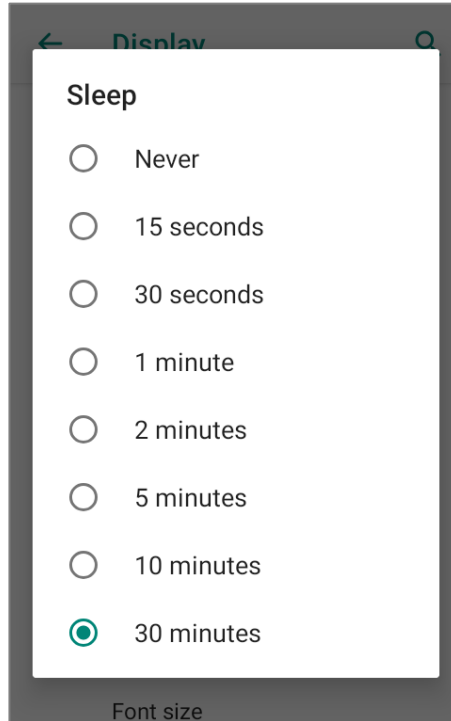 Display
Sleep
Never
15 seconds
30 seconds
1 minute
2 minutes
5 minutes
10 minutes
30 minutes
Font size